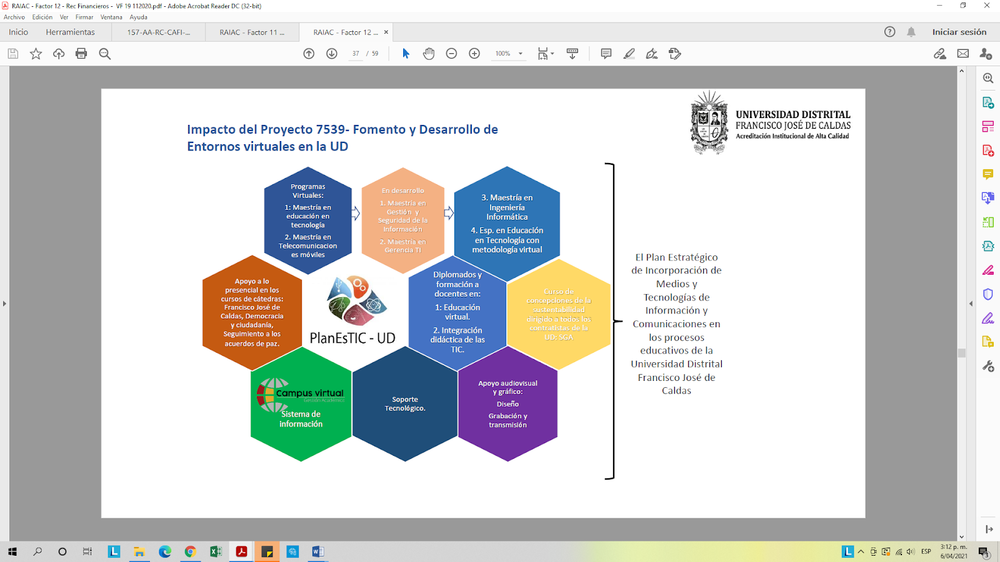 RAIAC - Factor 12 - Rec Financieros - VF 19 112020.pdf - Adobe Acrobat Reader DC (32-bit)
Archivo Edición Ver Firmar Ventana Ayuda
Inicio Herramientas 157-AA-RC-CAFI-... RAIAC - Factor 11 ... RAIAC - Factor 12 ... ×
Iniciar sesión
37 / 59 100%
UNIVERSIDAD DISTRITAL
FRANCISCO JOSÉ DE CALDAS
Acreditación Institucional de Alta Calidad
Impacto del Proyecto 7539- Fomento y Desarrollo de
Entornos virtuales en la UD
Programas
Virtuales:
1: Maestría en
educación en
tecnología
2. Maestría en
Telecomunicacion
es móviles
En desarrollo
1. Maestría en
Gestión y
Seguridad de la
Información
2. Maestría en
Gerencia TI
3. Maestría en
Ingeniería
Informática
4. Esp. en Educación
en Tecnología con
metodología virtual
Apoyo a lo
presencial en los
cursos de cátedras:
Francisco José de
Caldas, Democracia
y ciudadanía,
Seguimiento a los
acuerdos de paz.
PlanEsTIC - UD
Diplomados y
formación a
docentes en:
1: Educación
virtual.
2. Integración
didáctica de las
TIC.
Curso de
concepciones de la
sustentabilidad
dirigido a todos los
contratistas de la
UD: SGA
Campus virtual
Gestión Académica
Sistema de
información
Soporte
Tecnológico.
Apoyo audiovisual
y gráfico:
Diseño
Grabación y
transmisión
El Plan Estratégico
de Incorporación de
Medios y
Tecnologías de
Información y
Comunicaciones en
los procesos
educativos de la
Universidad Distrital
Francisco José de
Caldas
ESP
3:12 p. m.
6/04/2021
3